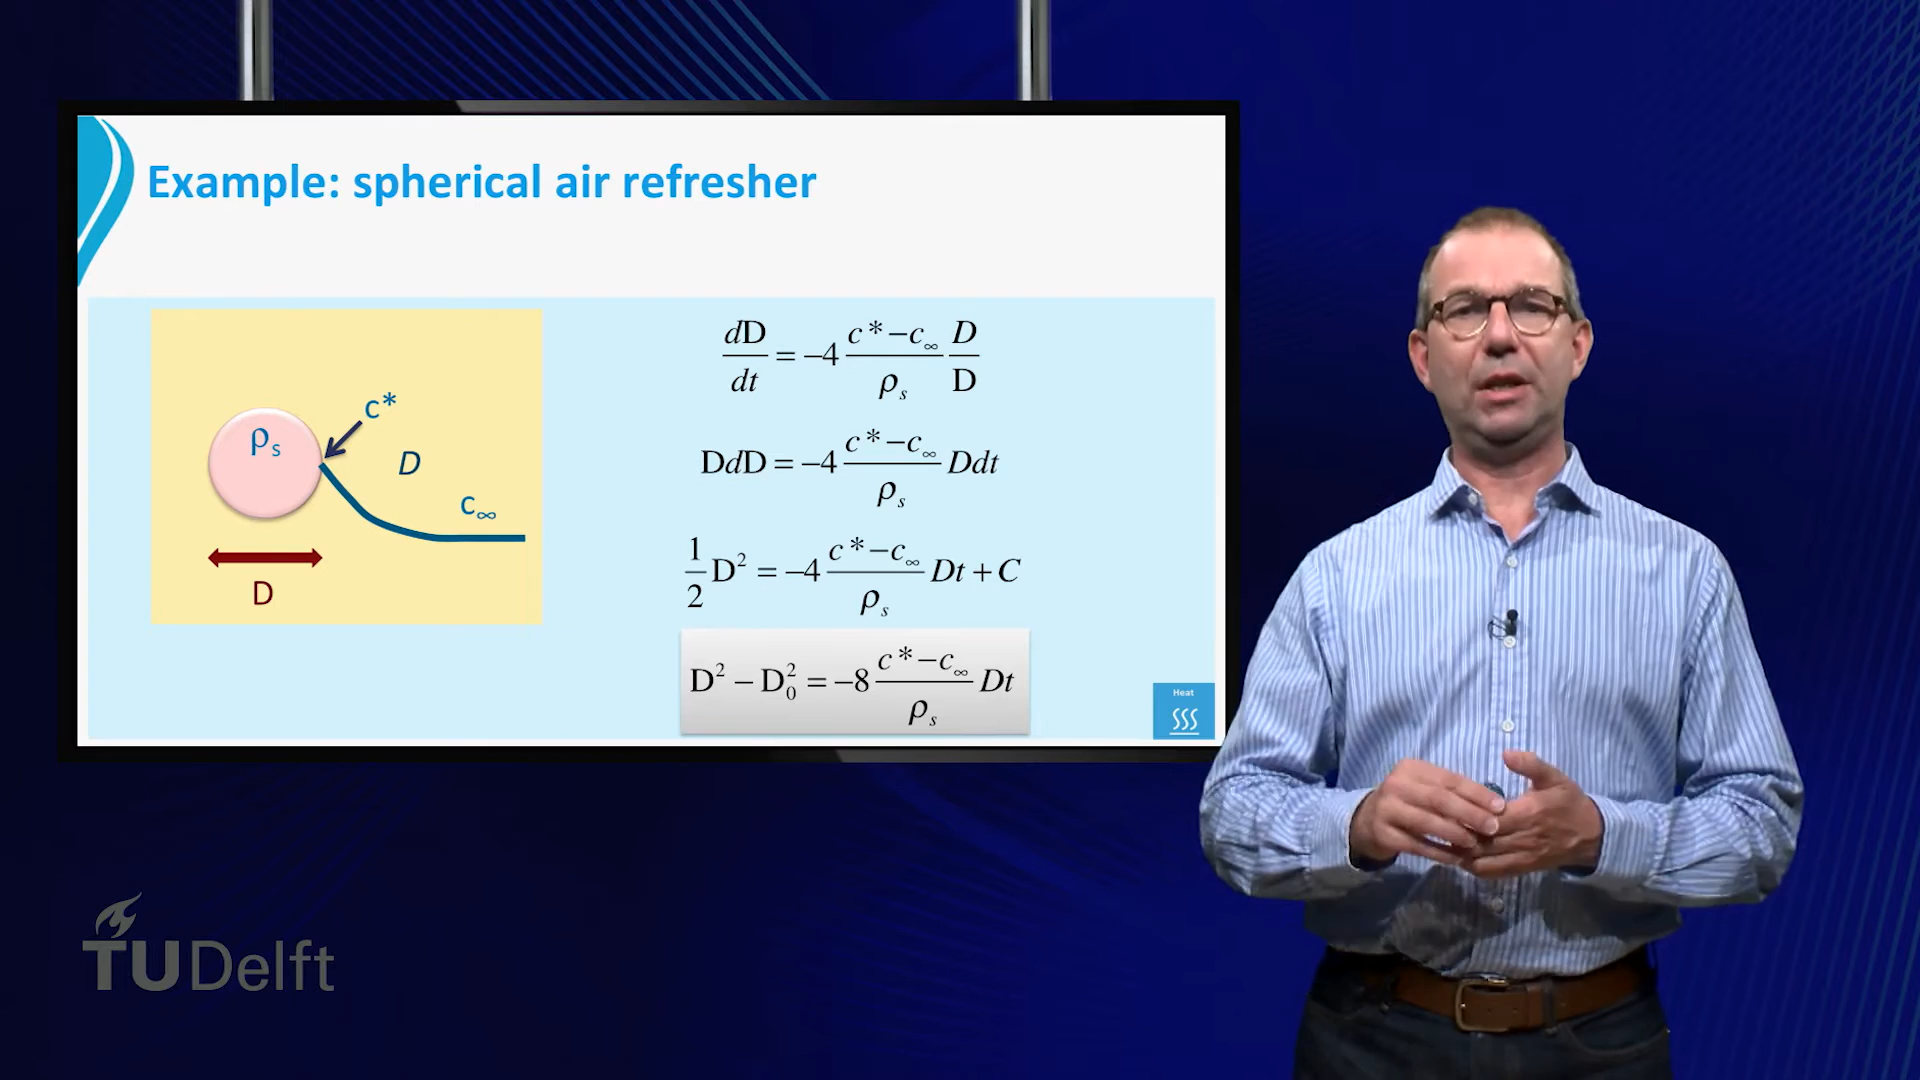 Example: spherical air refresher
ρs
c*
D
c∞
D
dD/dt = −4 (c*−c∞)/ρs D/D
DdD = −4 (c*−c∞)/ρs Ddt
1/2 D² = −4 (c*−c∞)/ρs Dt + C
D² − D₀² = −8 (c*−c∞)/ρs Dt
Heat
TUDelft